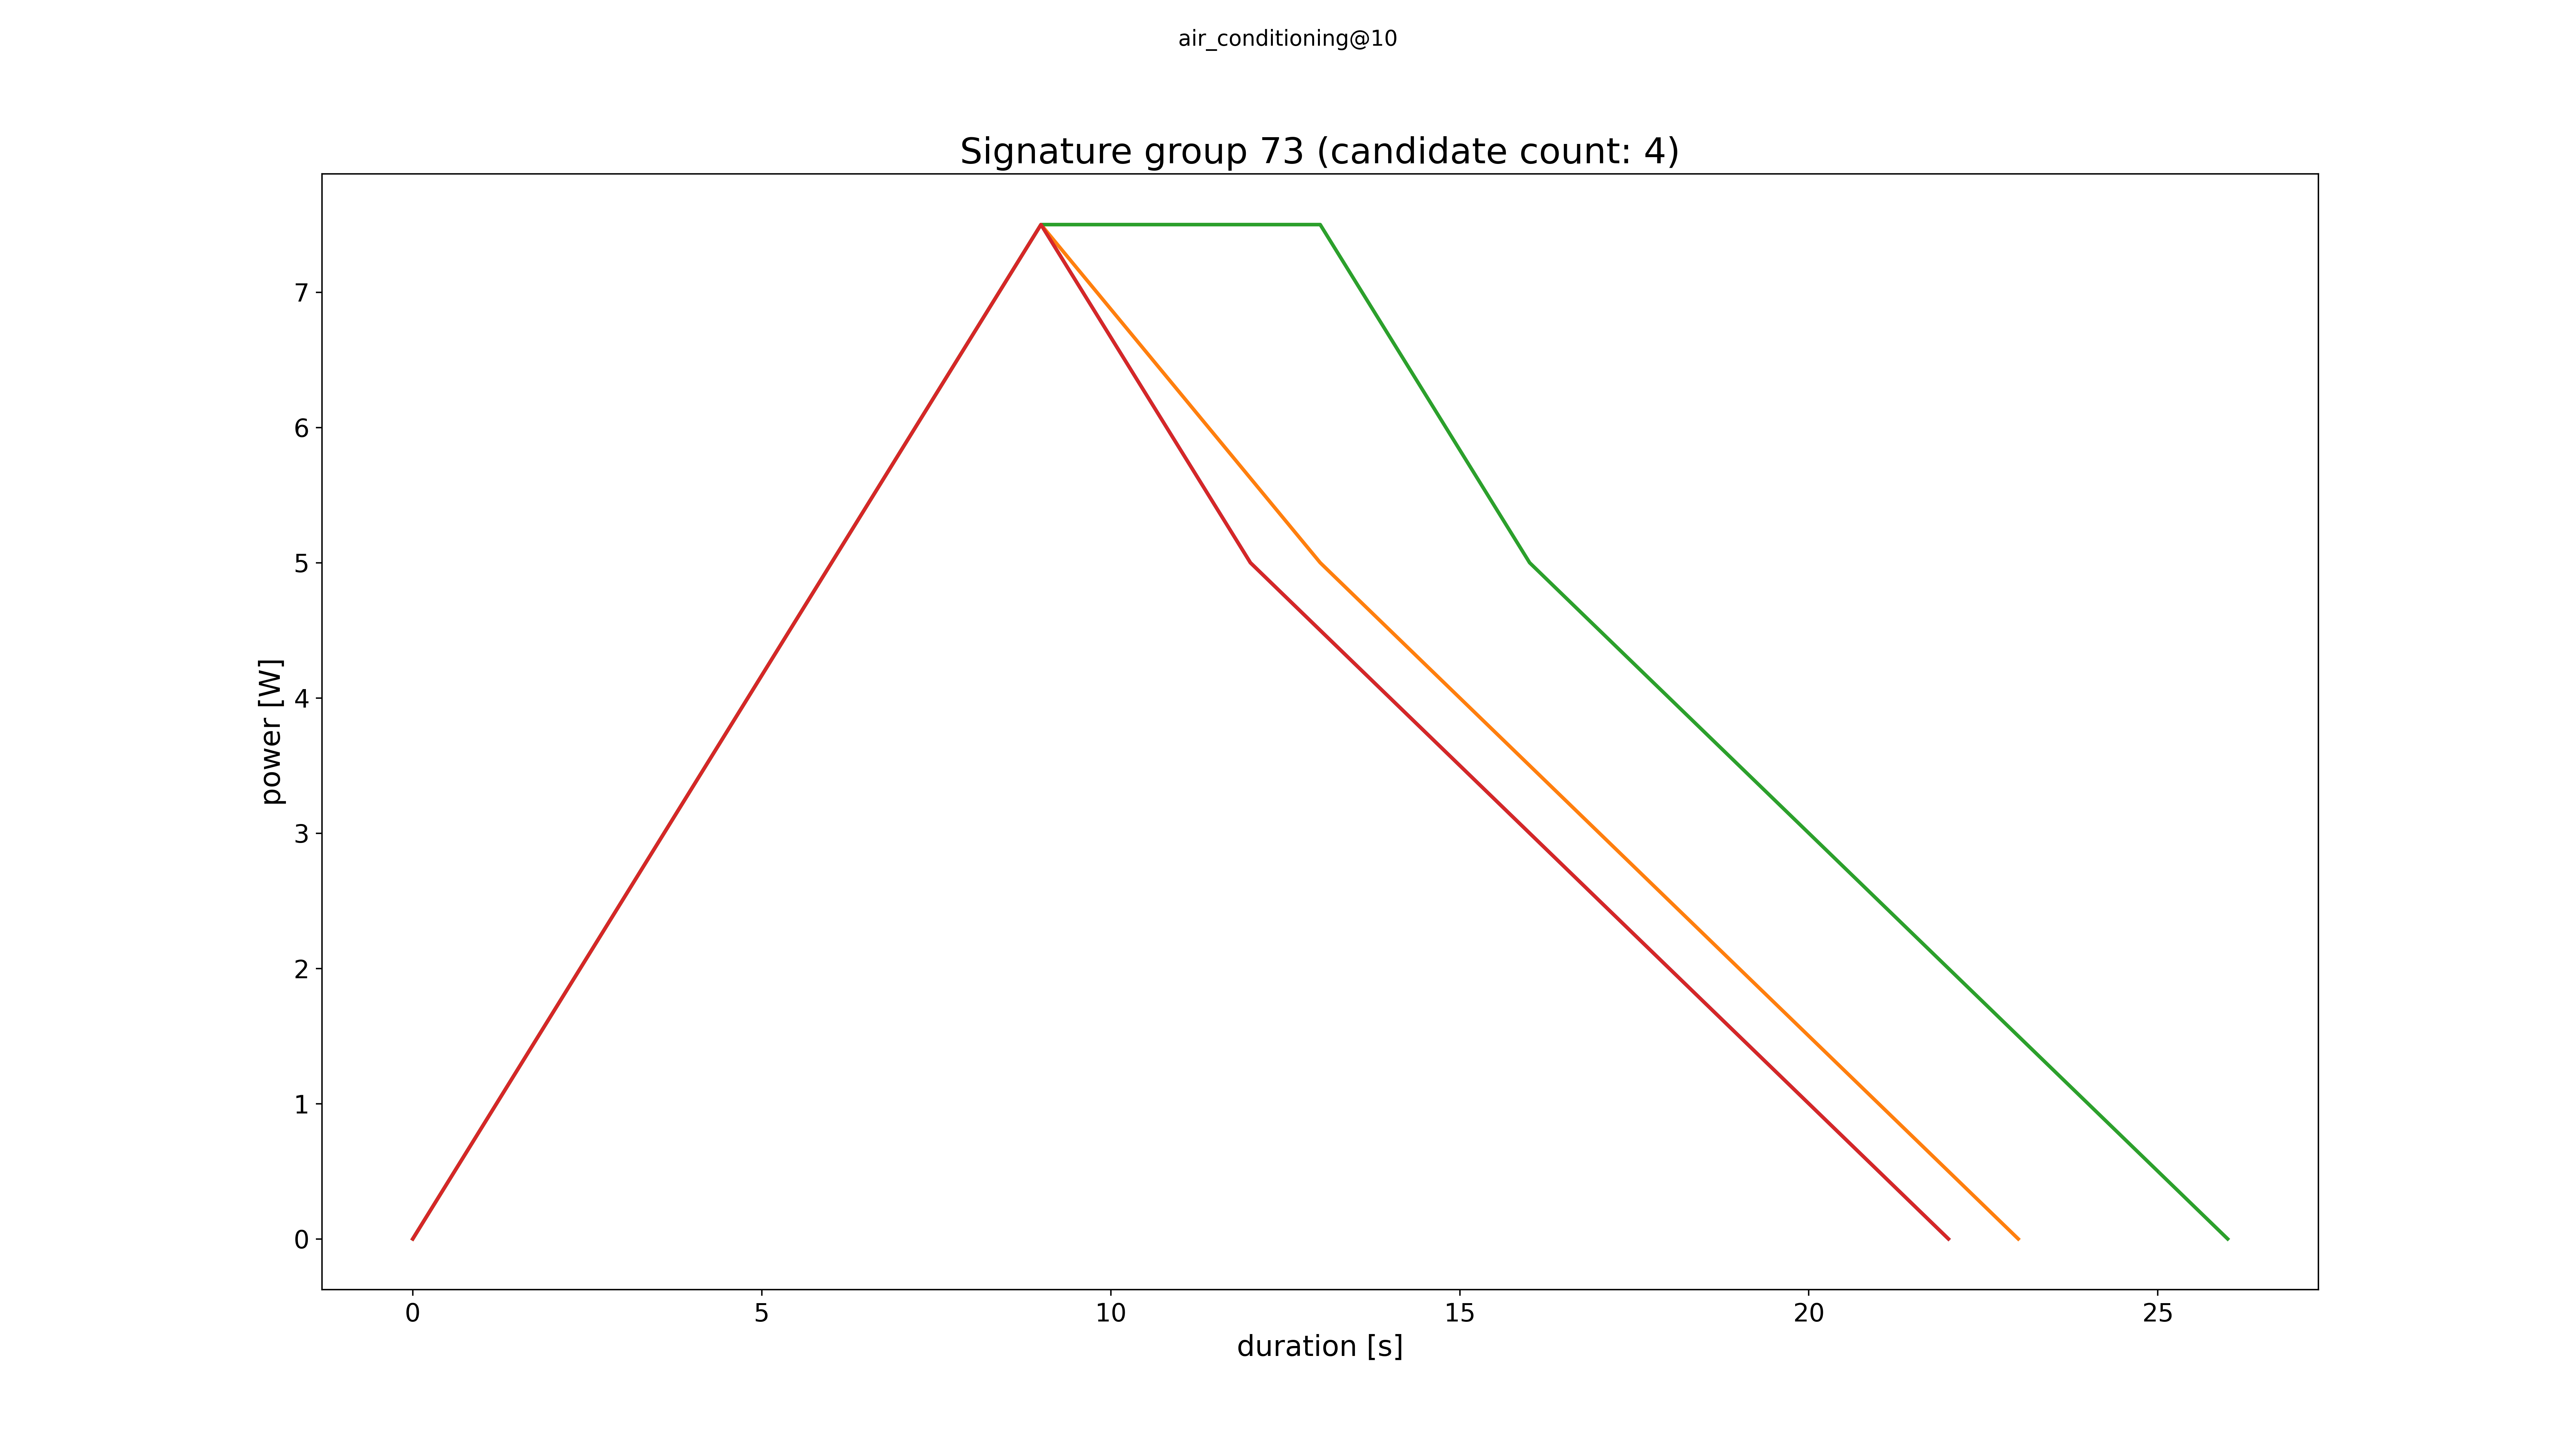 air_conditioning@10
Signature group 73 (candidate count: 4)
power [W]
7
6
5
4
3
2
1
0
0 5 10 15 20 25
duration [s]